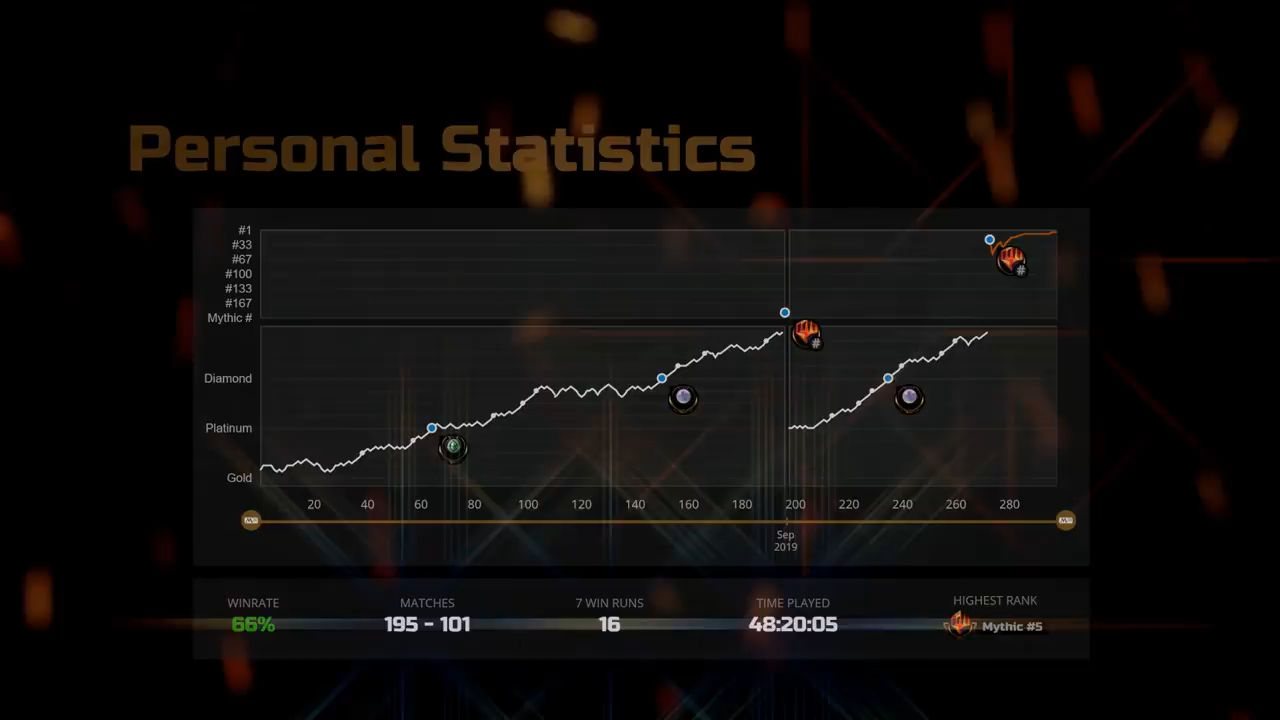 Personal Statistics
#1
#33
#67
#100
#133
#167
Mythic #
#
#
Diamond
Platinum
Gold
20 40 60 80 100 120 140 160 180 200 220 240 260 280
Sep
2019
WINRATE MATCHES 7 WIN RUNS TIME PLAYED HIGHEST RANK
66% 195 - 101 16 48:20:05 Mythic #5